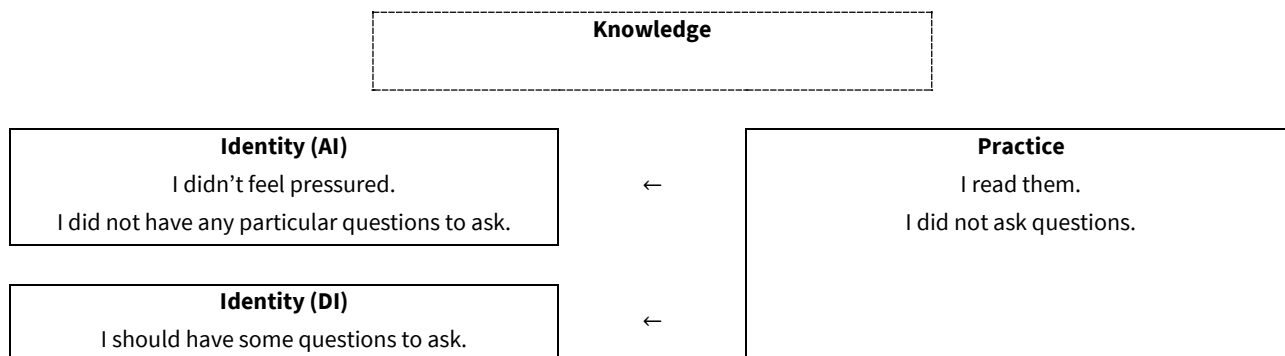 Knowledge
Identity (AI)
I didn’t feel pressured.
I did not have any particular questions to ask.
←
Practice
I read them.
I did not ask questions.
Identity (DI)
I should have some questions to ask.
←